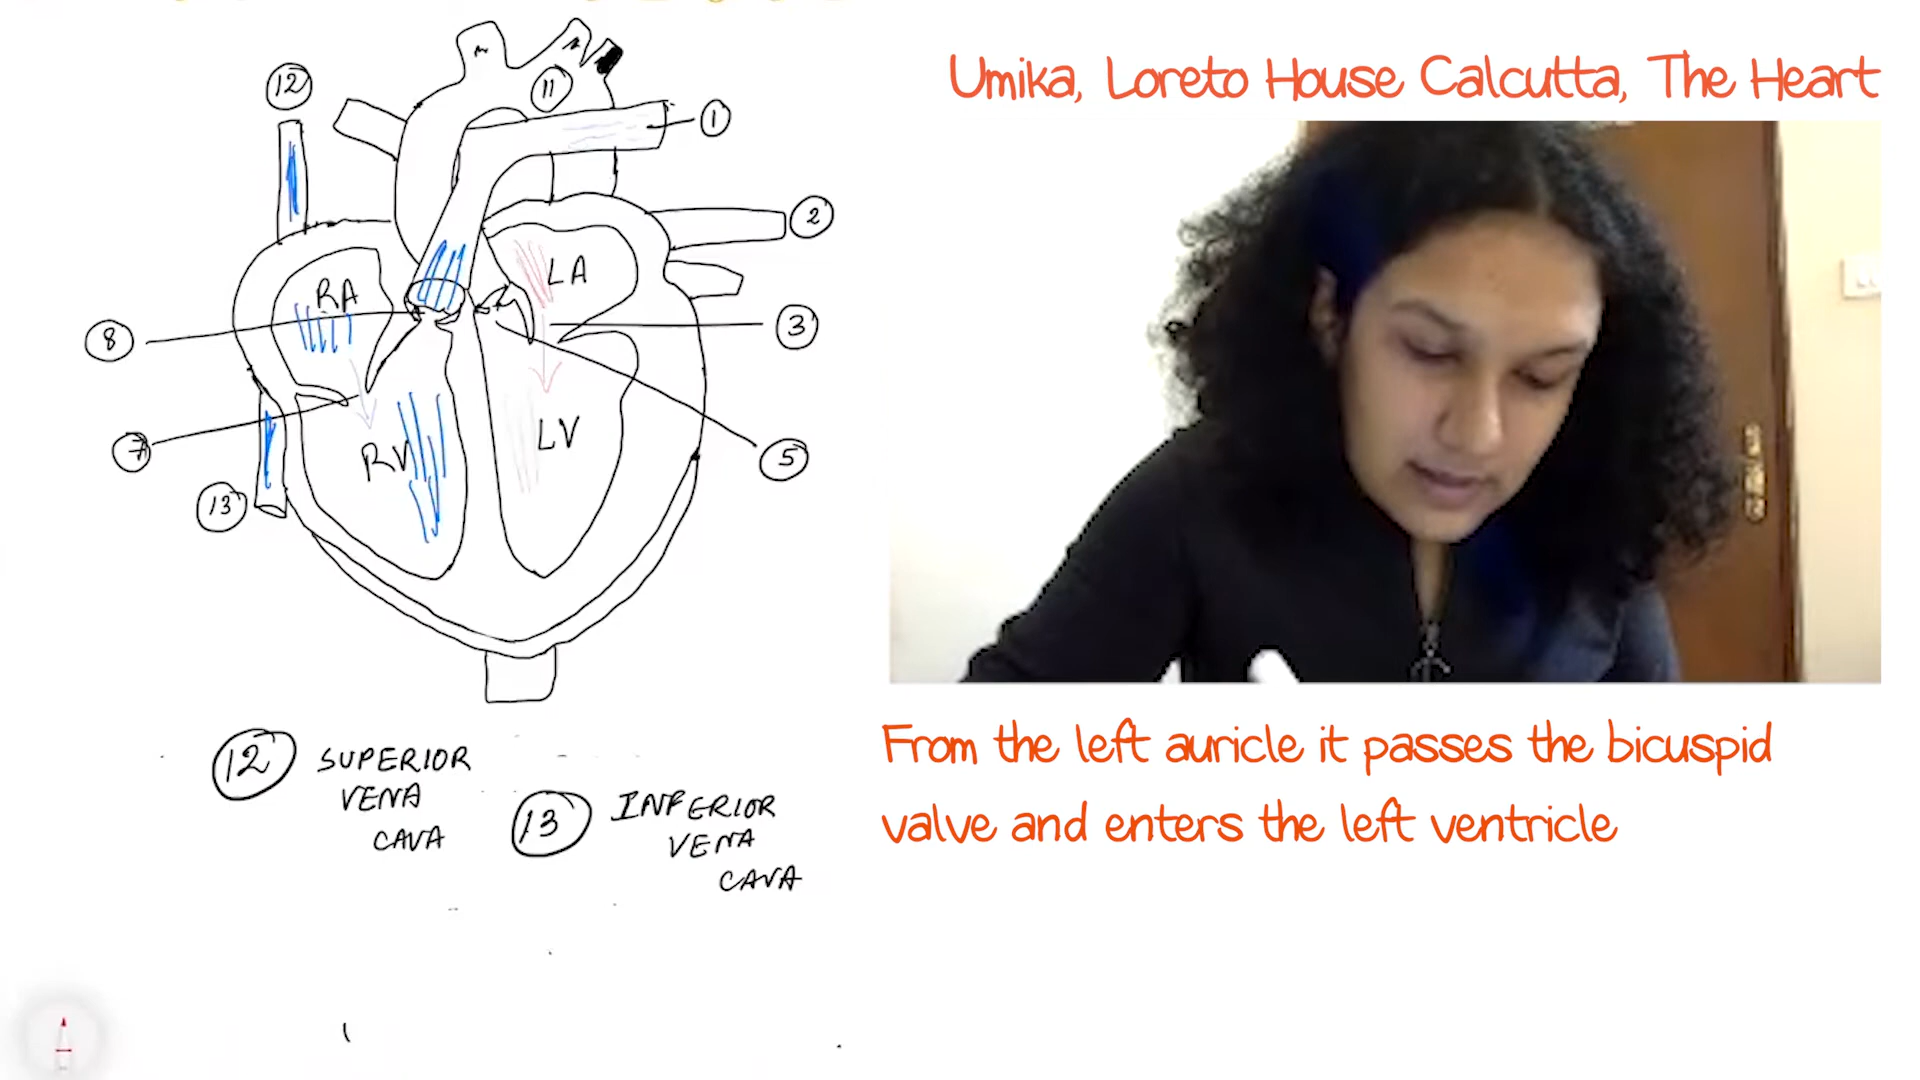 Umika, Loreto House Calcutta, The Heart
12
11
1
2
RA
LA
8
3
7
RV
LV
5
13
From the left auricle it passes the bicuspid
valve and enters the left ventricle
12 SUPERIOR
VENA
CAVA
13 INFERIOR
VENA
CAVA